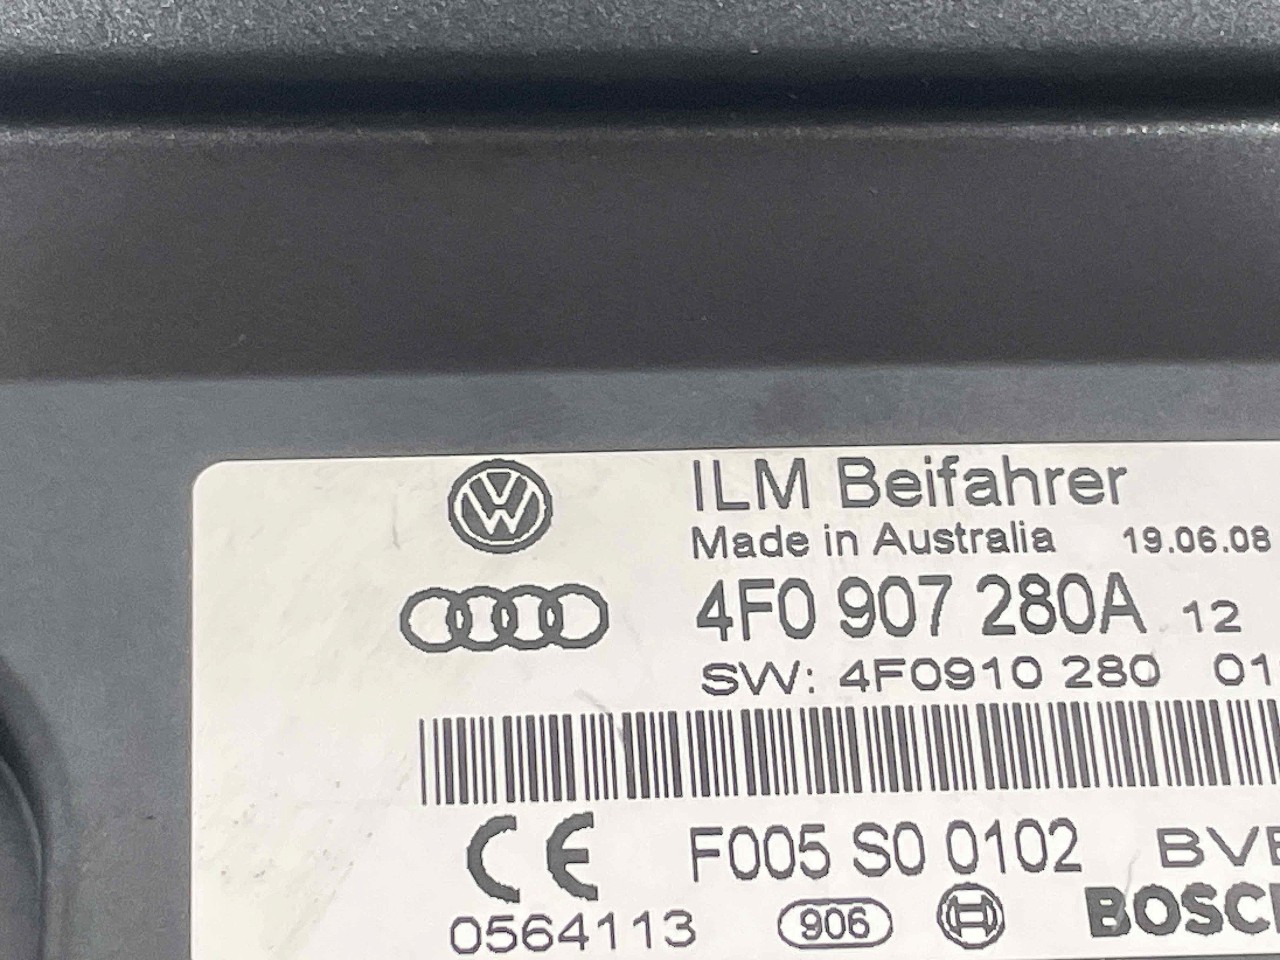 ILM Beifahrer
Made in Australia 19.06.08
4F0 907 280A 12
SW: 4F0910 280
F005 S0 0102
0564113 906